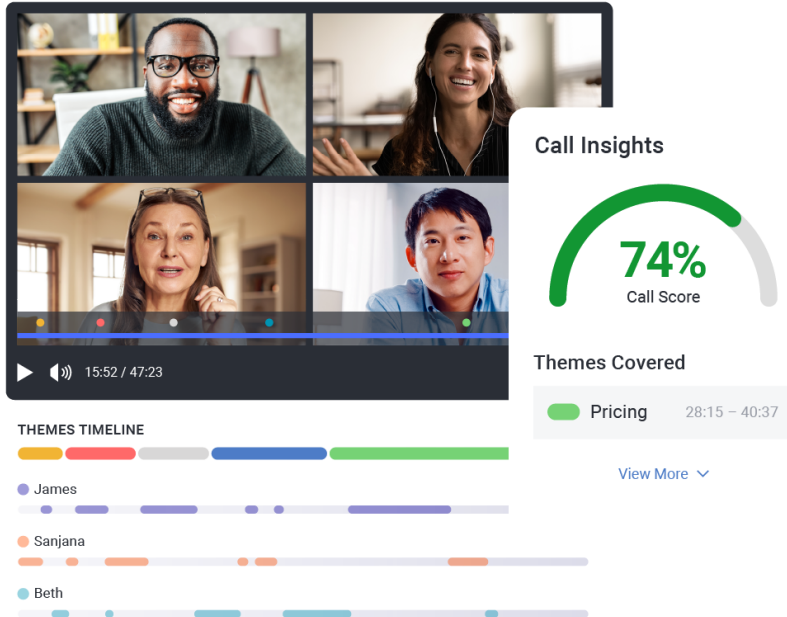 Call Insights
74%
Call Score
Themes Covered
Pricing 28:15 – 40:37
View More
15:52 / 47:23
THEMES TIMELINE
James
Sanjana
Beth